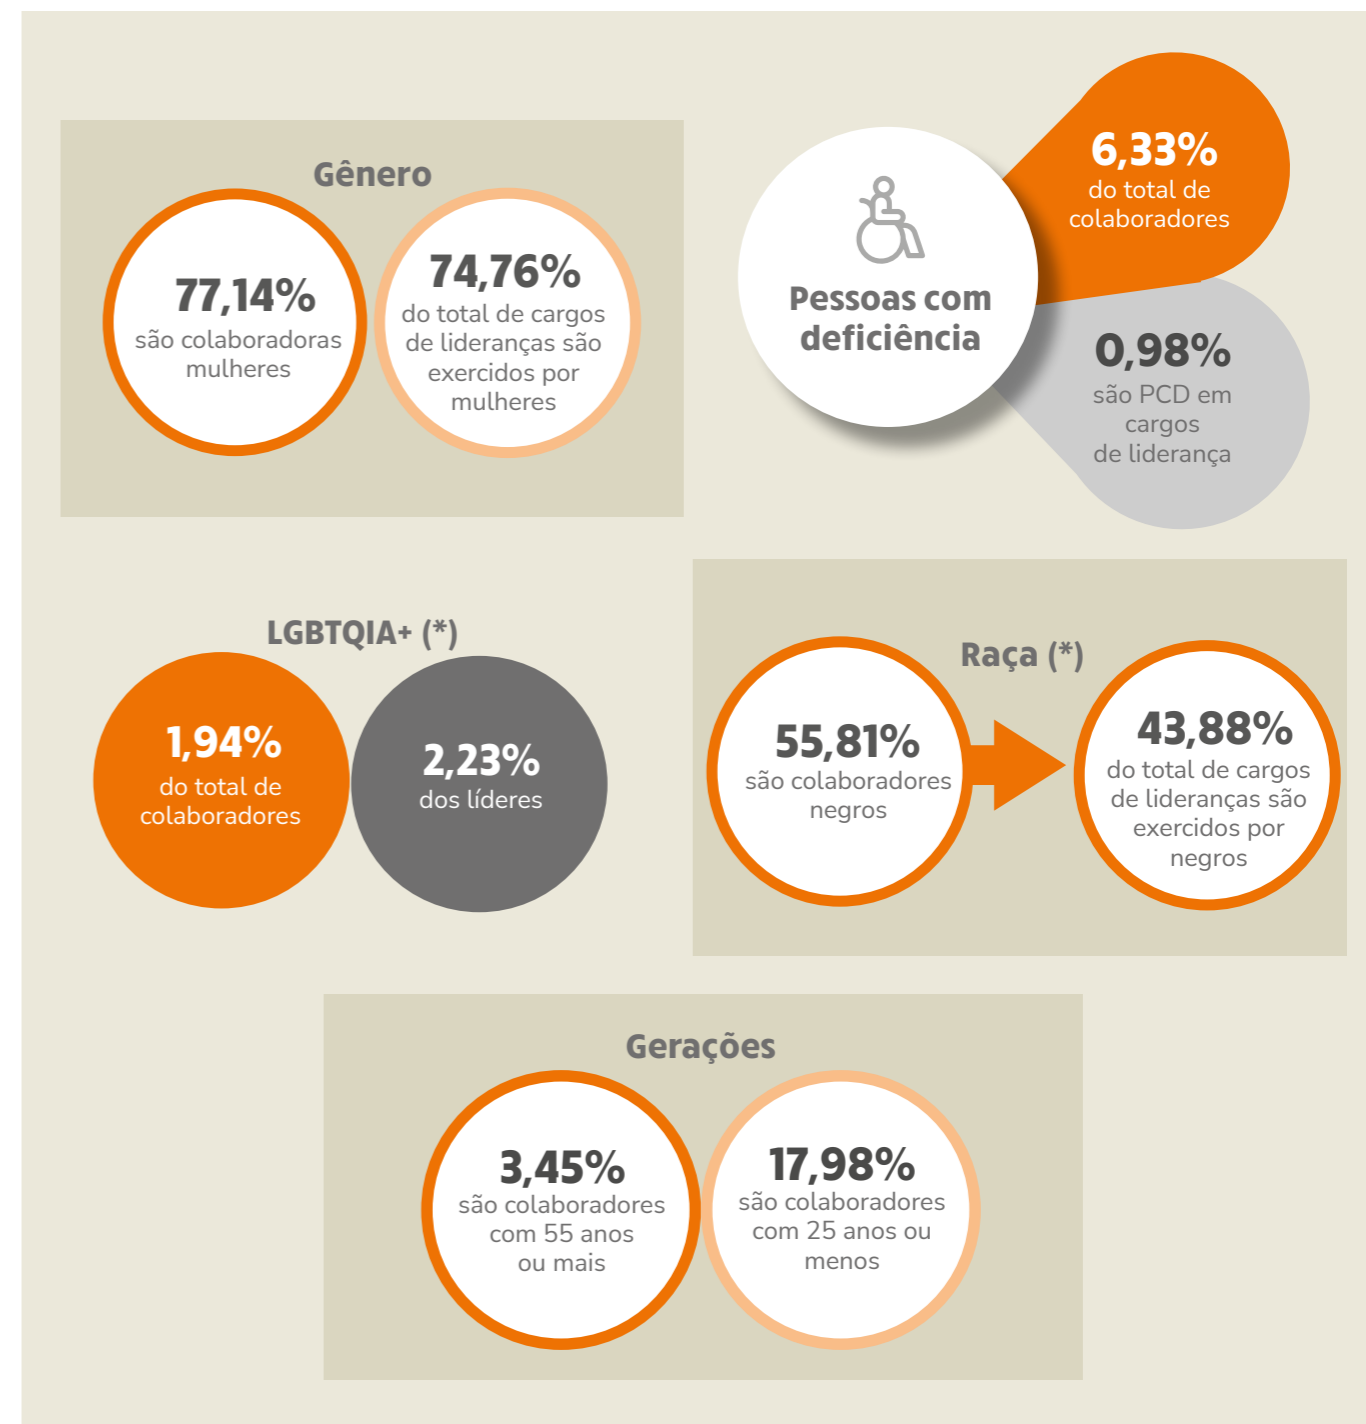 Gênero
77,14%
são colaboradoras
mulheres
74,76%
do total de cargos
de lideranças são
exercidos por
mulheres
Pessoas com
deficiência
6,33%
do total de
colaboradores
0,98%
são PCD em
cargos
de liderança
LGBTQIA+ (*)
1,94%
do total de
colaboradores
2,23%
dos líderes
Raça (*)
55,81%
são colaboradores
negros
43,88%
do total de cargos
de lideranças são
exercidos por
negros
Gerações
3,45%
são colaboradores
com 55 anos
ou mais
17,98%
são colaboradores
com 25 anos ou
menos